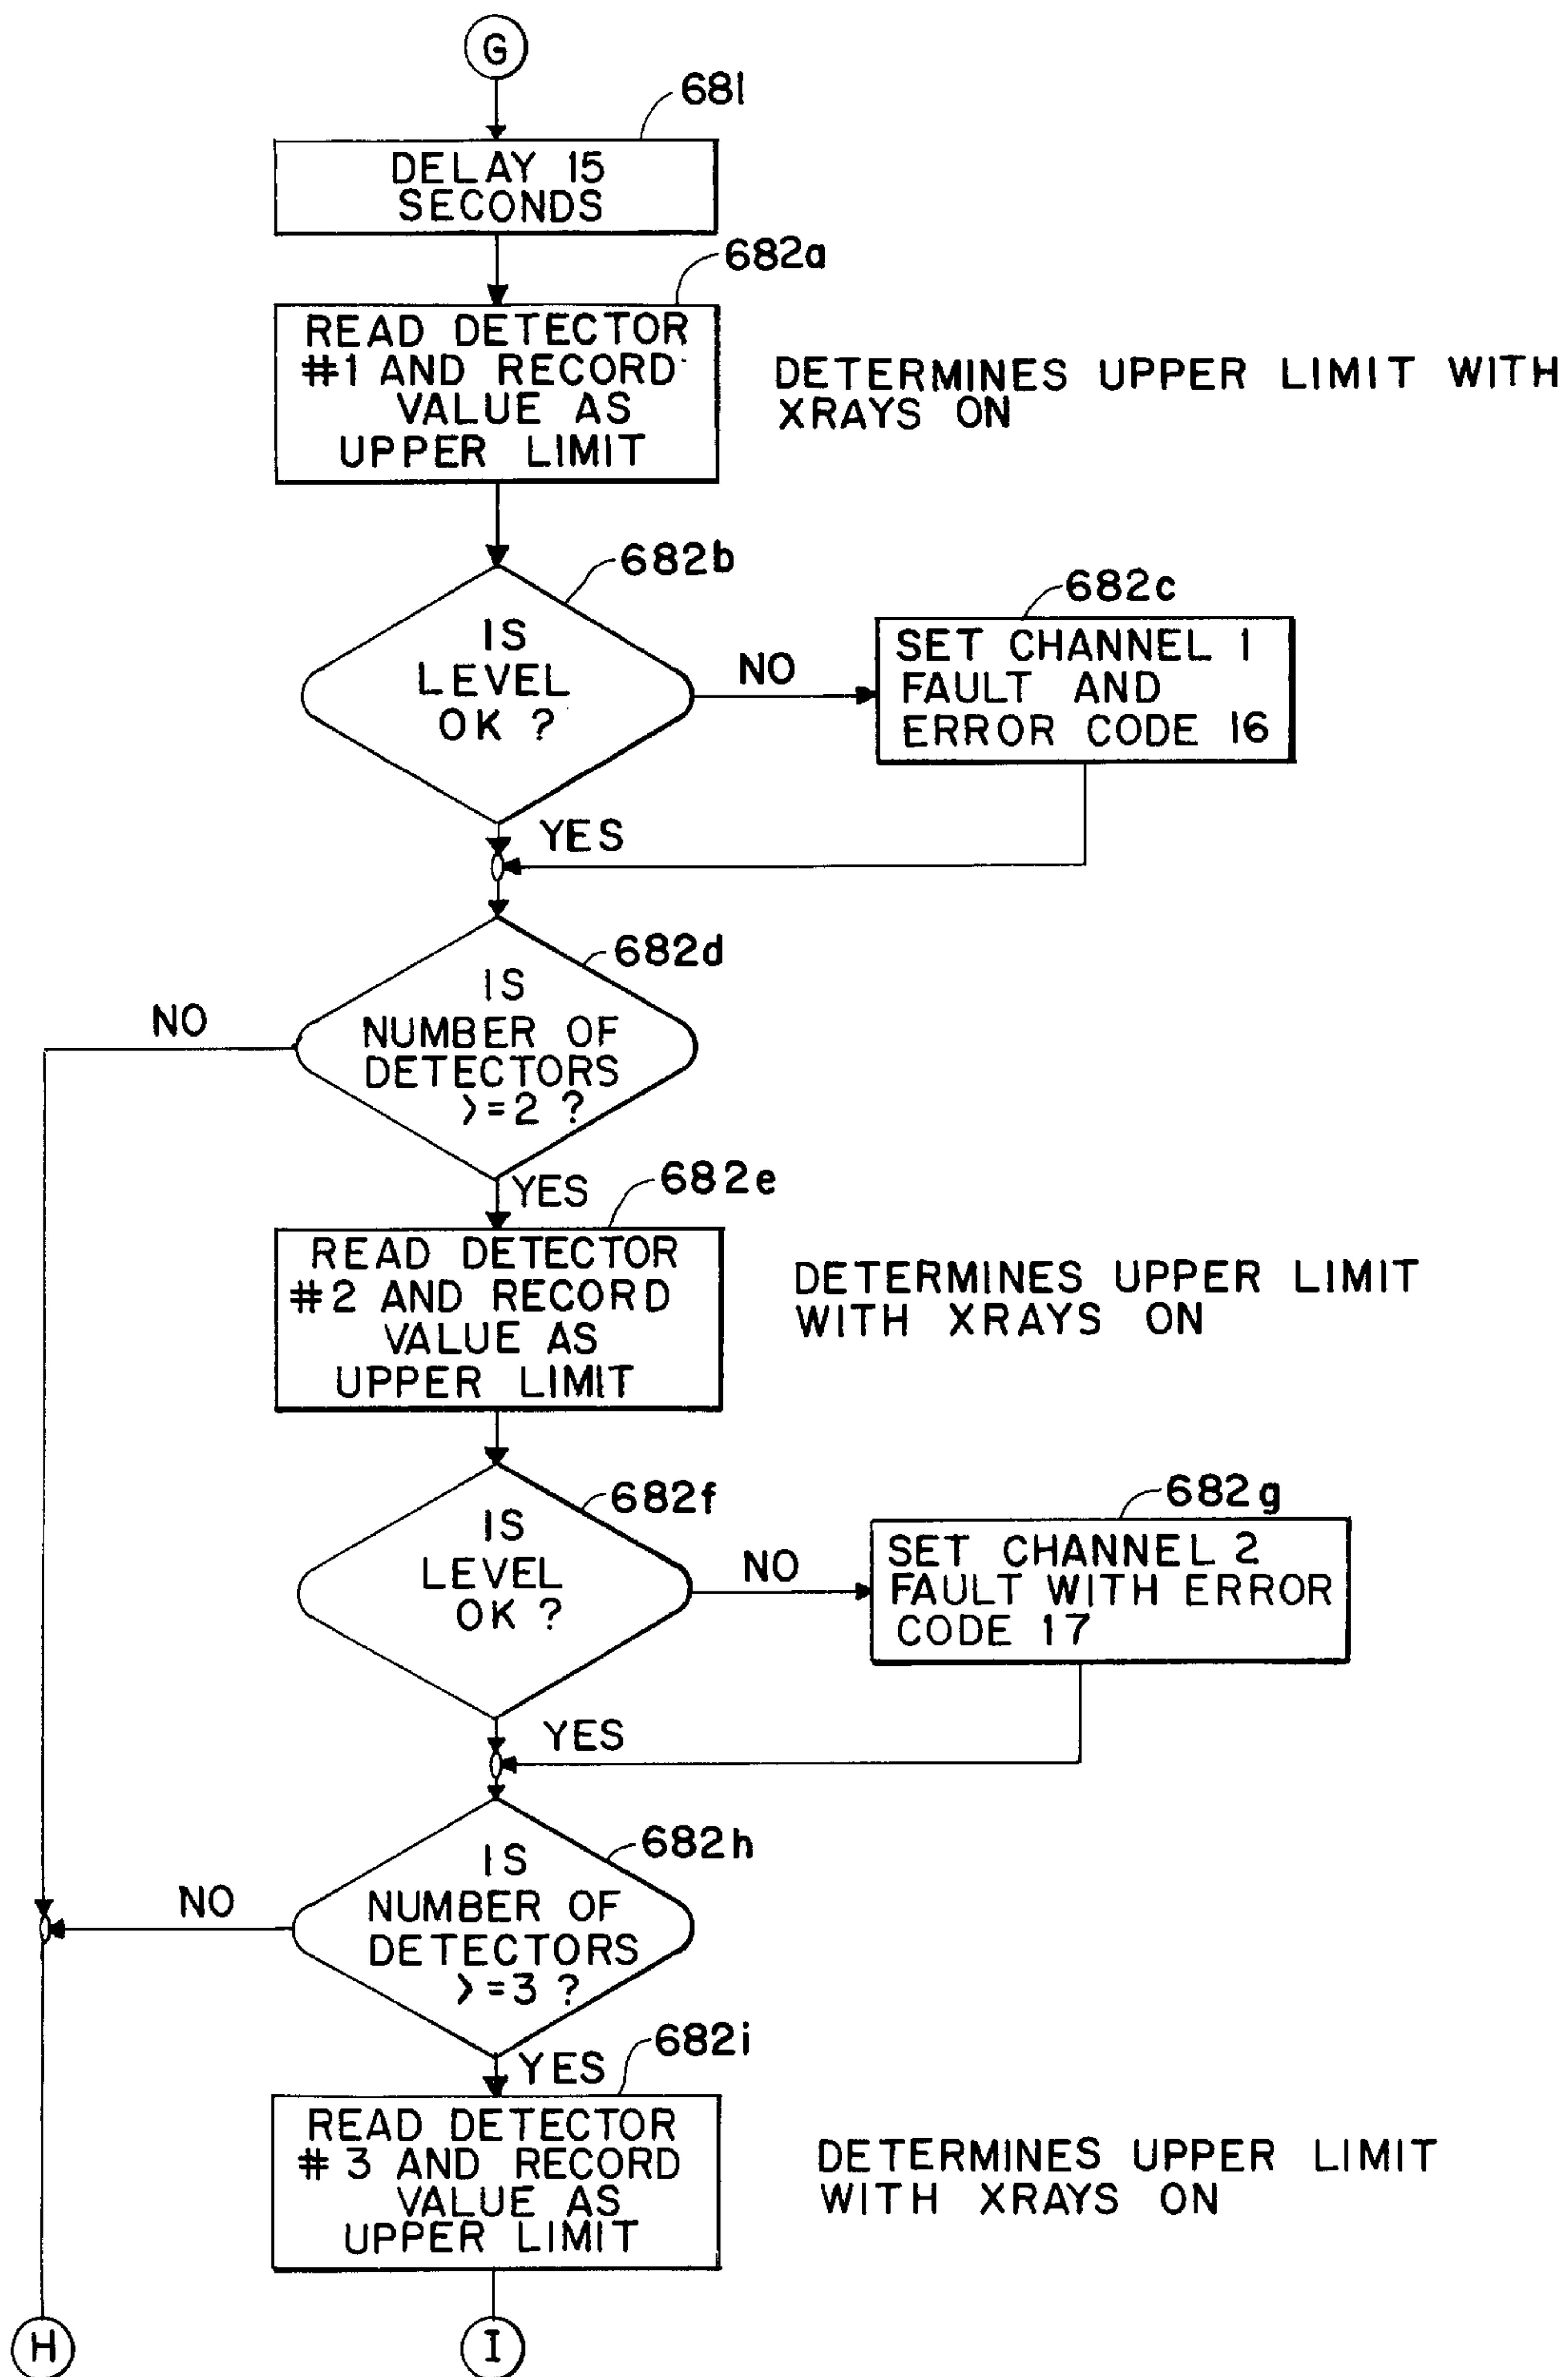 G
681
DELAY 15
SECONDS
682a
READ DETECTOR
#1 AND RECORD
VALUE AS
UPPER LIMIT
DETERMINES UPPER LIMIT WITH
XRAYS ON
682b
IS
LEVEL
OK ?
NO
682c
SET CHANNEL 1
FAULT AND
ERROR CODE 16
YES
682d
IS
NUMBER OF
DETECTORS
>=2 ?
NO
YES
682e
READ DETECTOR
#2 AND RECORD
VALUE AS
UPPER LIMIT
DETERMINES UPPER LIMIT
WITH XRAYS ON
682f
IS
LEVEL
OK ?
NO
682g
SET CHANNEL 2
FAULT WITH ERROR
CODE 17
YES
682h
IS
NUMBER OF
DETECTORS
>=3 ?
NO
YES
682i
READ DETECTOR
# 3 AND RECORD
VALUE AS
UPPER LIMIT
DETERMINES UPPER LIMIT
WITH XRAYS ON
H
I